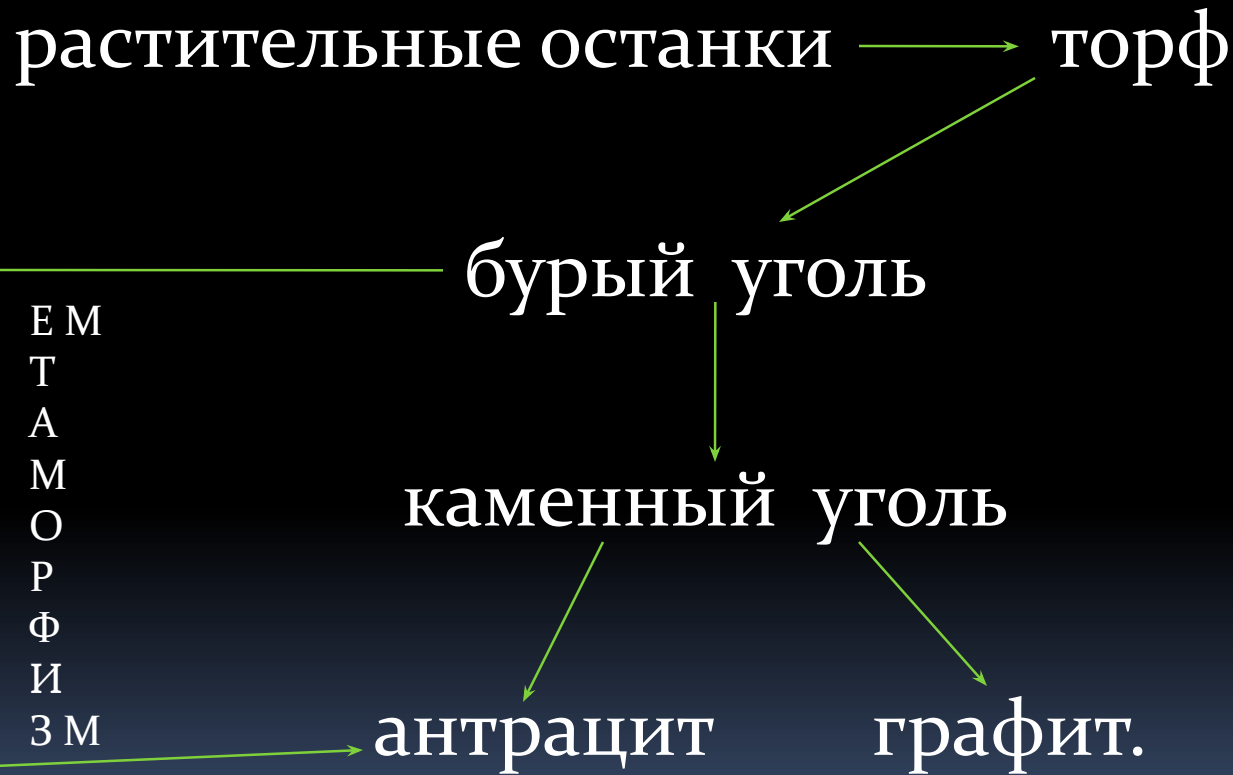 растительные останки торф
бурый уголь
Е М
Т
А
М
О
Р
Ф
И
З М
каменный уголь
антрацит графит.